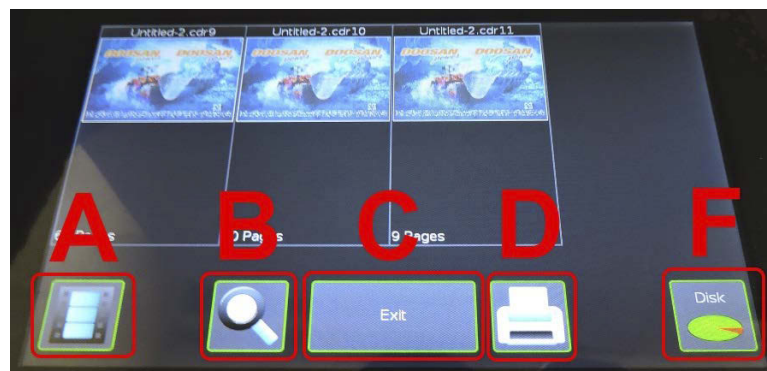 Untitled-2.cdr9 Untitled-2.cdr10 Untitled-2.cdr11
DOOSAN DOOSAN DOOSAN DOOSAN DOOSAN DOOSAN
Pages 0 Pages 9 Pages
A B C D F
Exit
Disk